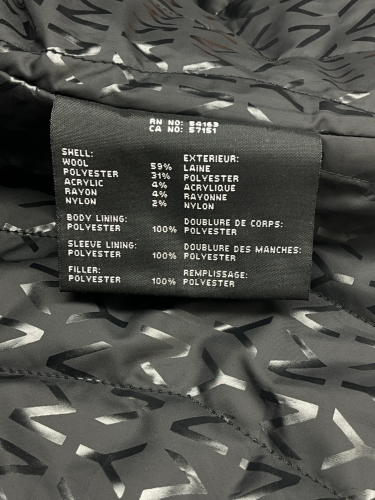 RN NO: 54163
CA NO: 57151
SHELL: EXTERIEUR:
WOOL 59% LAINE
POLYESTER 31% POLYESTER
ACRYLIC 4% ACRYLIQUE
RAYON 4% RAYONNE
NYLON 2% NYLON
BODY LINING: DOUBLURE DE CORPS:
POLYESTER 100% POLYESTER
SLEEVE LINING: DOUBLURE DES MANCHES:
POLYESTER 100% POLYESTER
FILLER: REMPLISSAGE:
POLYESTER 100% POLYESTER